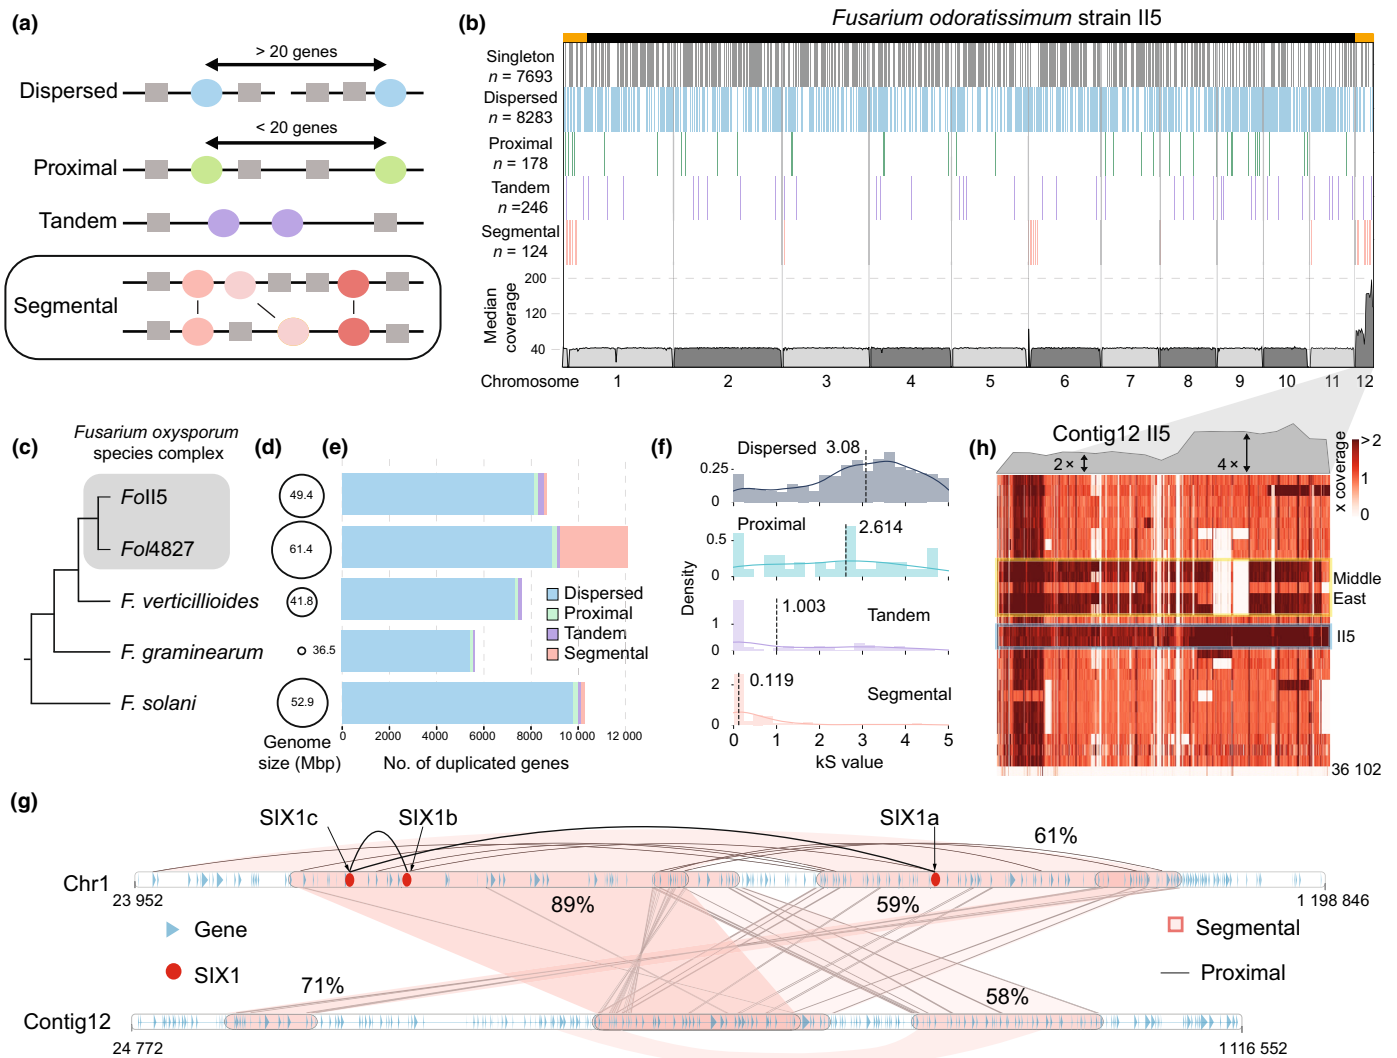 (a)
> 20 genes
Dispersed
< 20 genes
Proximal
Tandem
Segmental
(b)
Fusarium odoratissimum strain II5
Singleton
n = 7693
Dispersed
n = 8283
Proximal
n = 178
Tandem
n =246
Segmental
n = 124
Median
coverage
200
120
40
Chromosome 1 2 3 4 5 6 7 8 9 10 11 12
(c)
Fusarium oxysporum
species complex
FoII5
Fol4827
F. verticillioides
F. graminearum
F. solani
(d)
49.4
61.4
41.8
36.5
52.9
Genome
size (Mbp)
(e)
Dispersed
Proximal
Tandem
Segmental
0 2000 4000 6000 8000 10 000 12 000
No. of duplicated genes
(f)
Dispersed 3.08
0.25
0
Proximal
2.614
0.5
0
Density
1.003
Tandem
1
0
0.119
Segmental
2
0
0 1 2 3 4 5
kS value
(h)
Contig12 II5
2 ×
4 ×
x coverage
> 2
1
0
Middle
East
II5
36 102
(g)
SIX1c
SIX1b
SIX1a
61%
Chr1
23 952
1 198 846
89%
59%
Gene
SIX1
Segmental
Proximal
71%
58%
Contig12
24 772
1 116 552